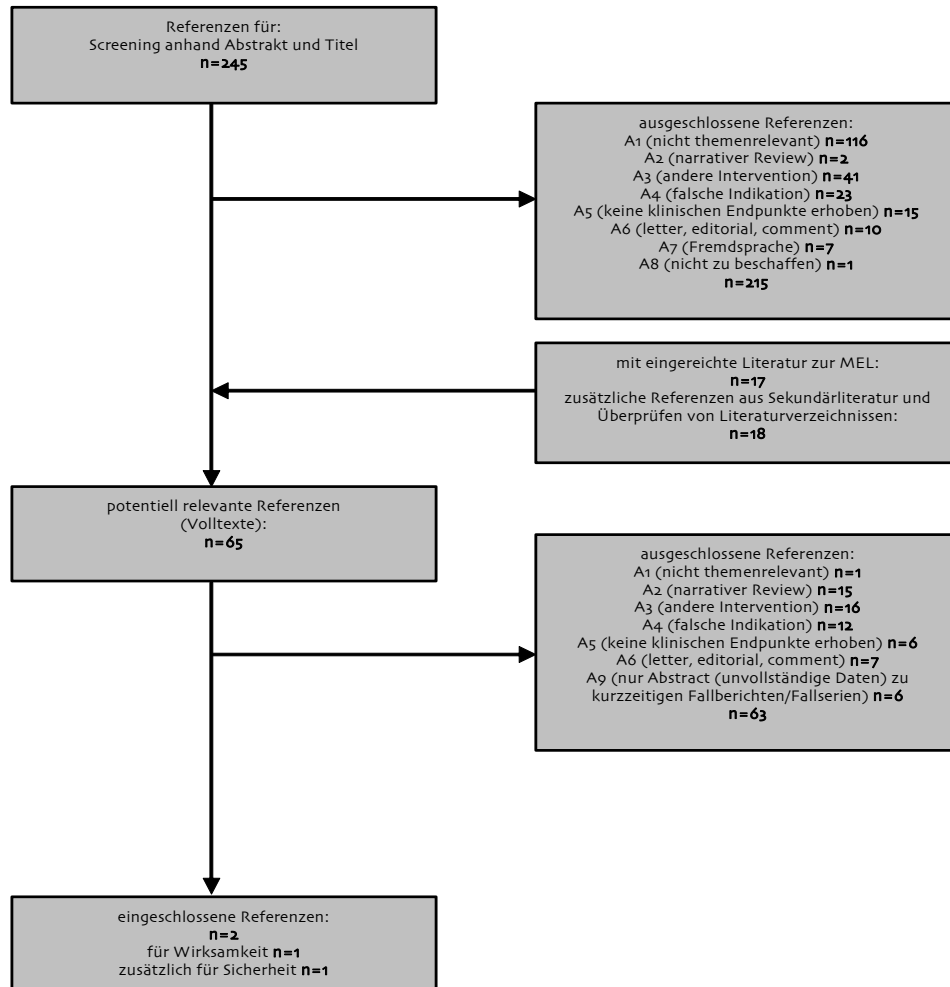 Referenzen für:
Screening anhand Abstrakt und Titel
n=245
ausgeschlossene Referenzen:
A1 (nicht themenrelevant) n=116
A2 (narrativer Review) n=2
A3 (andere Intervention) n=41
A4 (falsche Indikation) n=23
A5 (keine klinischen Endpunkte erhoben) n=15
A6 (letter, editorial, comment) n=10
A7 (Fremdsprache) n=7
A8 (nicht zu beschaffen) n=1
n=215
mit eingereichte Literatur zur MEL:
n=17
zusätzliche Referenzen aus Sekundärliteratur und
Überprüfen von Literaturverzeichnissen:
n=18
potentiell relevante Referenzen
(Volltexte):
n=65
ausgeschlossene Referenzen:
A1 (nicht themenrelevant) n=1
A2 (narrativer Review) n=15
A3 (andere Intervention) n=16
A4 (falsche Indikation) n=12
A5 (keine klinischen Endpunkte erhoben) n=6
A6 (letter, editorial, comment) n=7
A9 (nur Abstract (unvollständige Daten) zu
kurzzeitigen Fallberichten/Fallserien) n=6
n=63
eingeschlossene Referenzen:
n=2
für Wirksamkeit n=1
zusätzlich für Sicherheit n=1